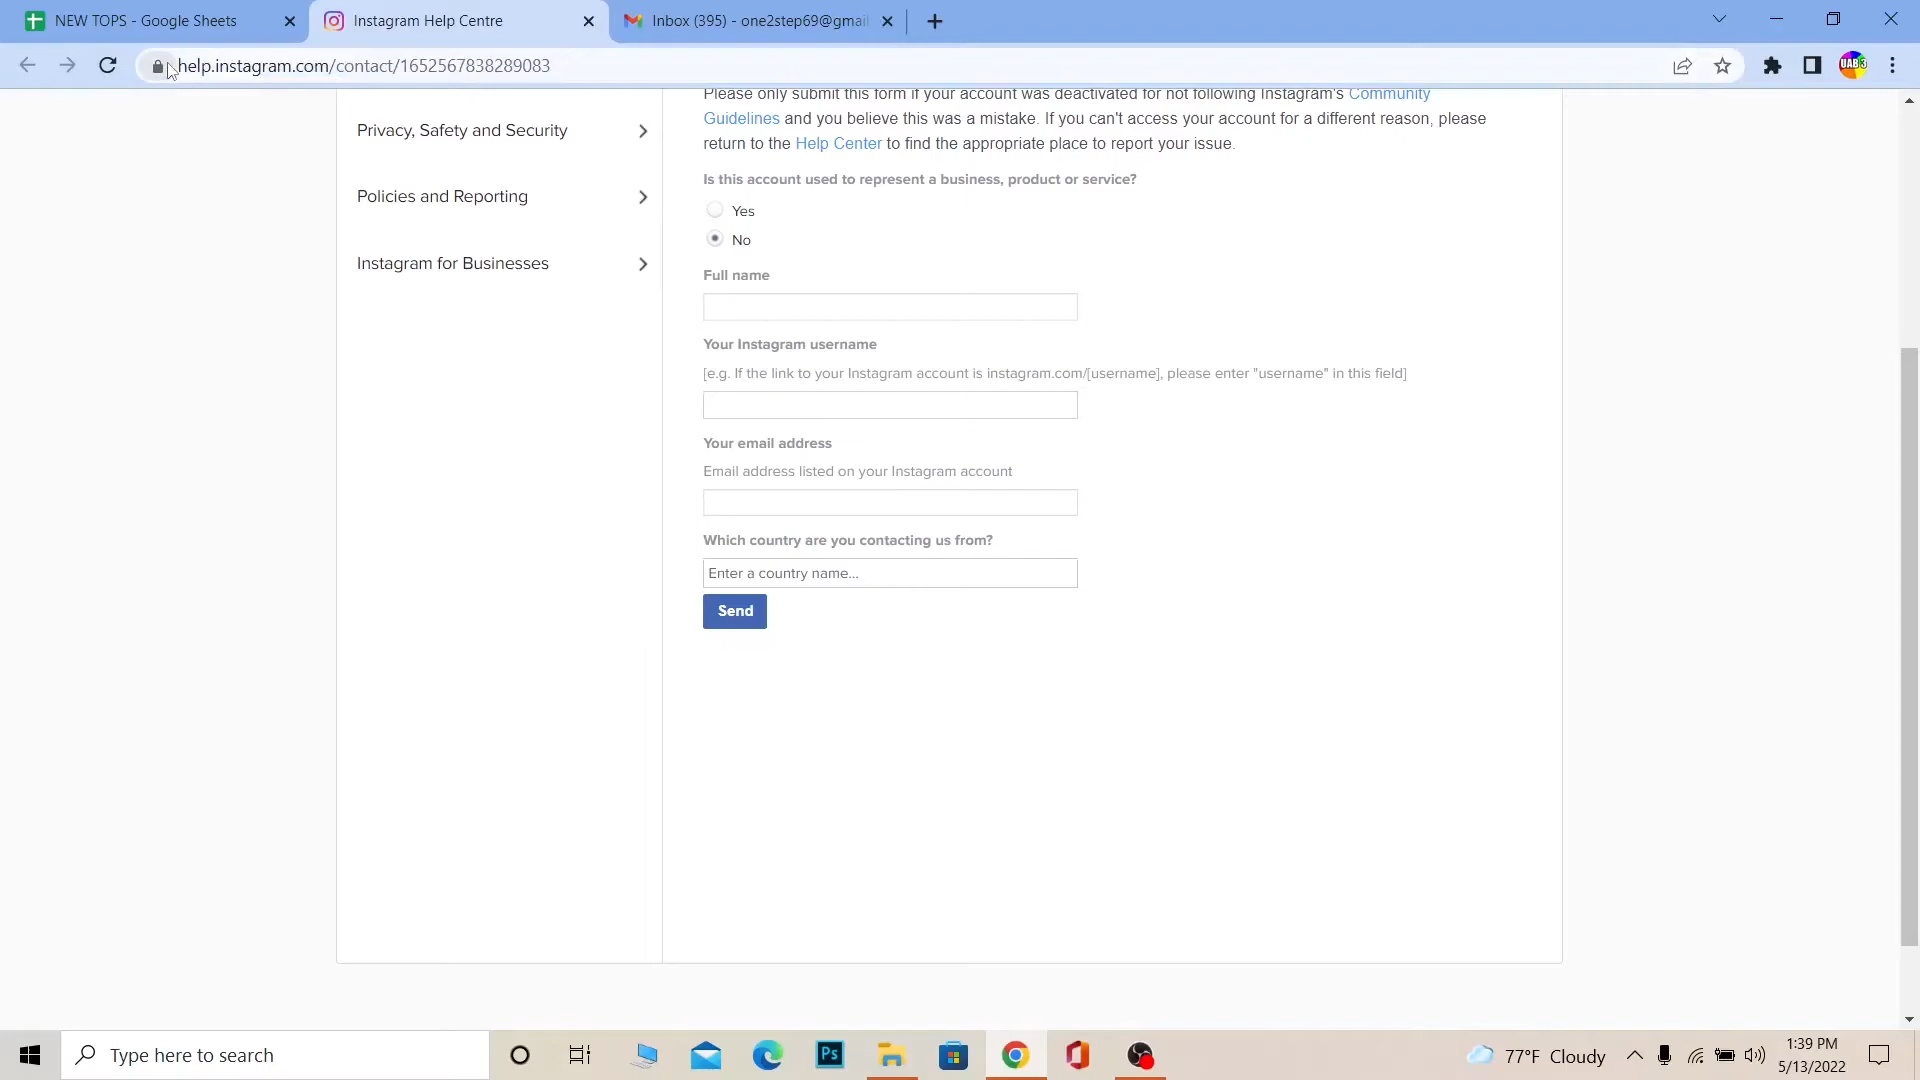 NEW TOPS - Google Sheets
Instagram Help Centre
Inbox (395) - one2step69@gmail
help.instagram.com/contact/1652567838289083
UAB 3
Please only submit this form if your account was deactivated for not following Instagram's Community
Guidelines and you believe this was a mistake. If you can't access your account for a different reason, please
return to the Help Center to find the appropriate place to report your issue.
Privacy, Safety and Security
Policies and Reporting
Instagram for Businesses
Is this account used to represent a business, product or service?
Yes
No
Full name
Your Instagram username
[e.g. If the link to your Instagram account is instagram.com/[username], please enter "username" in this field]
Your email address
Email address listed on your Instagram account
Which country are you contacting us from?
Enter a country name...
Send
Type here to search
Ps
77°F Cloudy
1:39 PM
5/13/2022